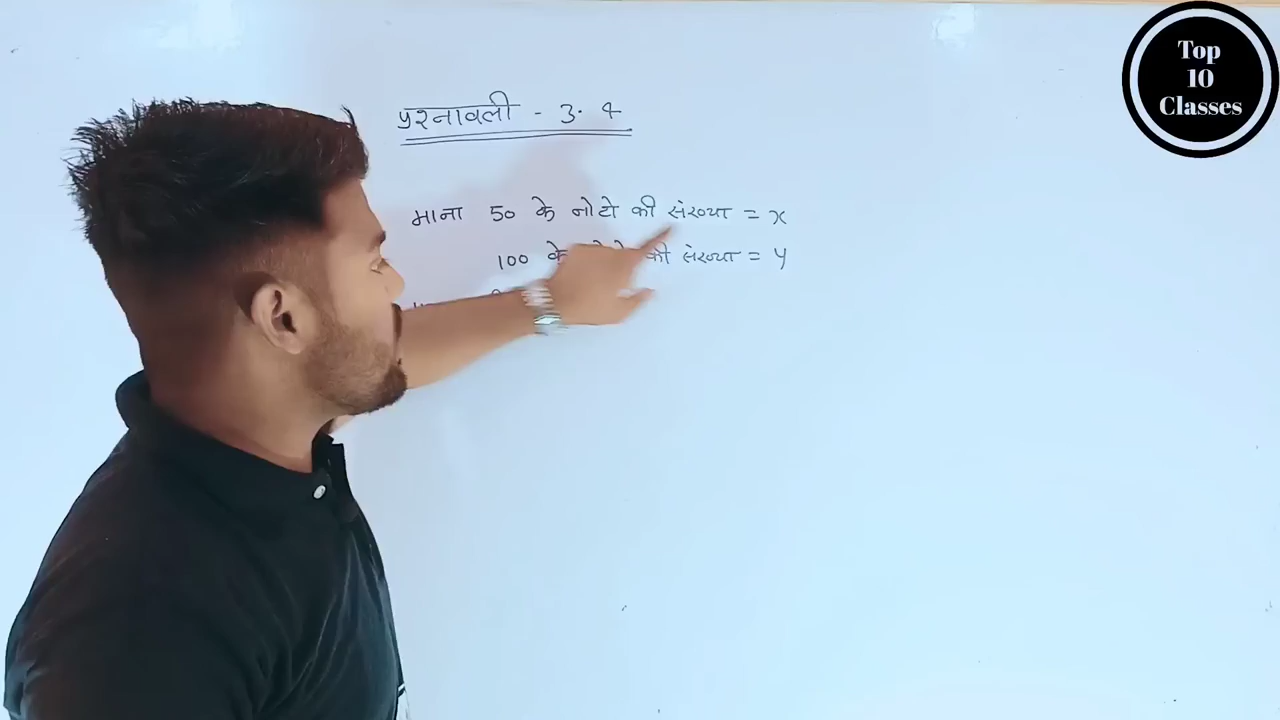 प्रश्नावली - 3.4
माना 50 के नोटो की संख्या = x
100 के की संख्या = y
Top
10
Classes